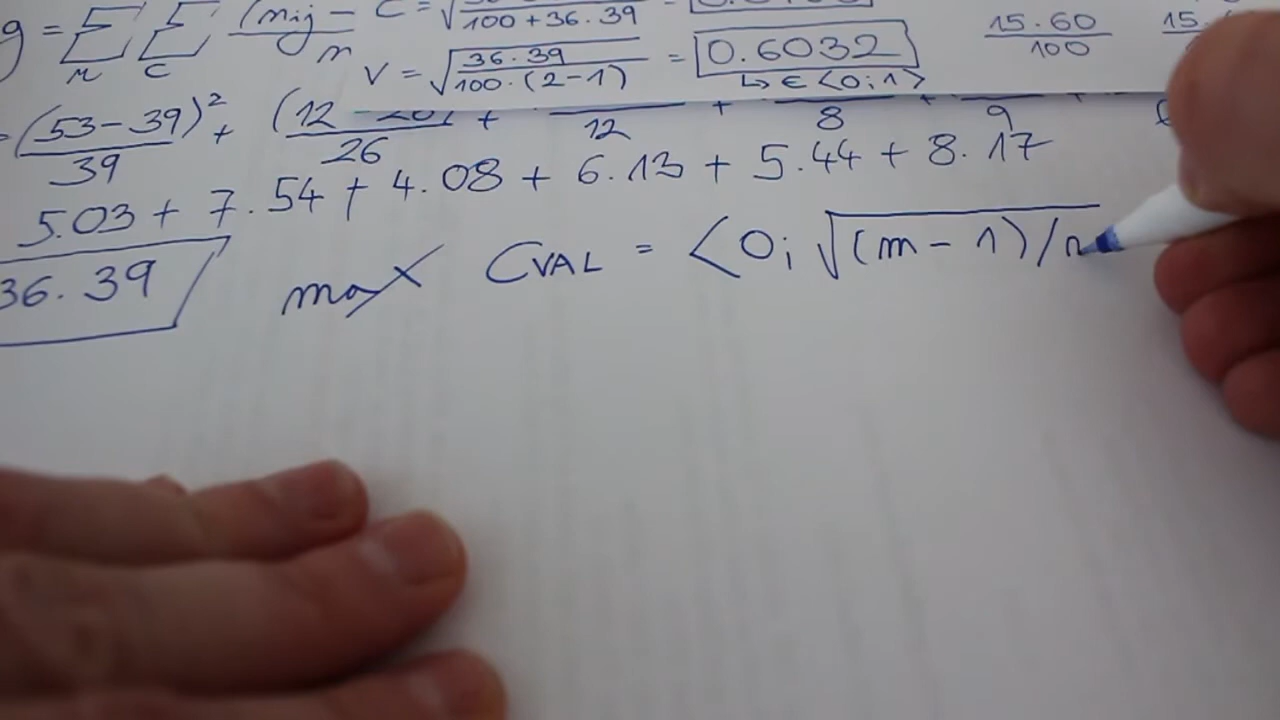 g = Σ Σ (nij -
r c n
C = √ 100 + 36.39 =
V = √ 36.39 / 100 · (2-1) = 0.6032
↳ ∈ <0;1>
15.60 / 100 15.
= (53-39)² / 39 + (12 - 26) / 26 + / 12 + / 8 + / 9 +
5.03 + 7.54 + 4.08 + 6.13 + 5.44 + 8.17
36.39
max CVAL = <0; √(m-1)/